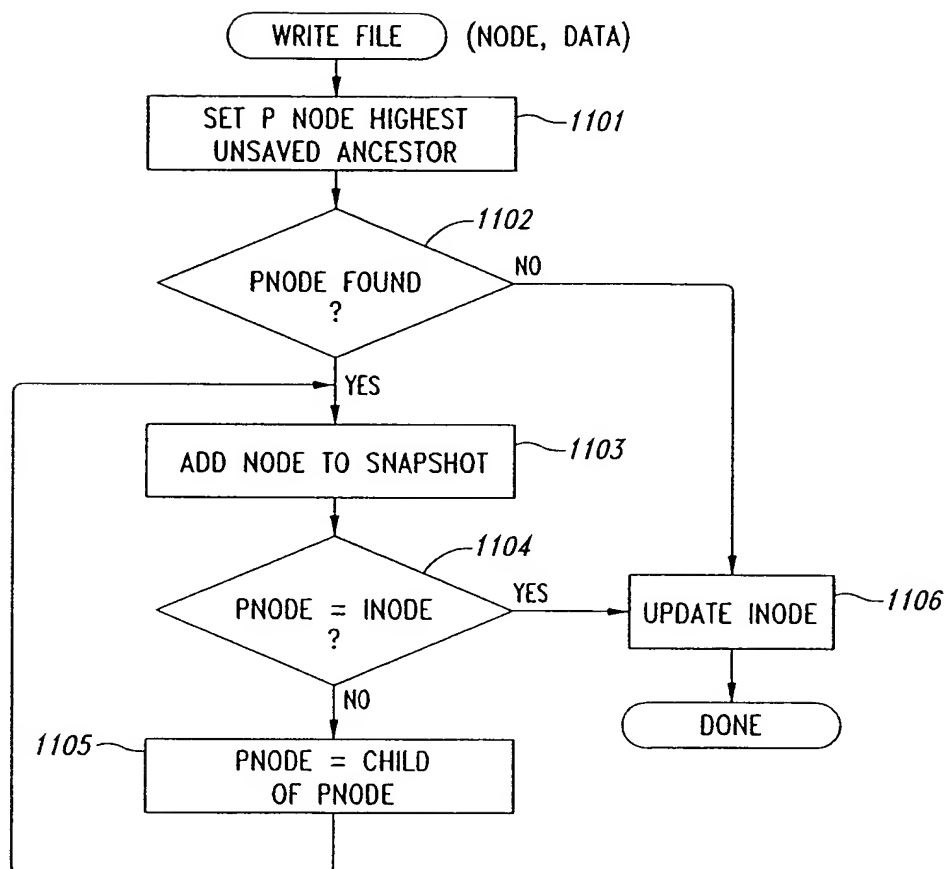 WRITE FILE (NODE, DATA)
SET P NODE HIGHEST
UNSAVED ANCESTOR
1101
1102
PNODE FOUND
?
NO
YES
ADD NODE TO SNAPSHOT
1103
1104
PNODE = INODE
?
YES
UPDATE INODE
1106
NO
DONE
1105
PNODE = CHILD
OF PNODE